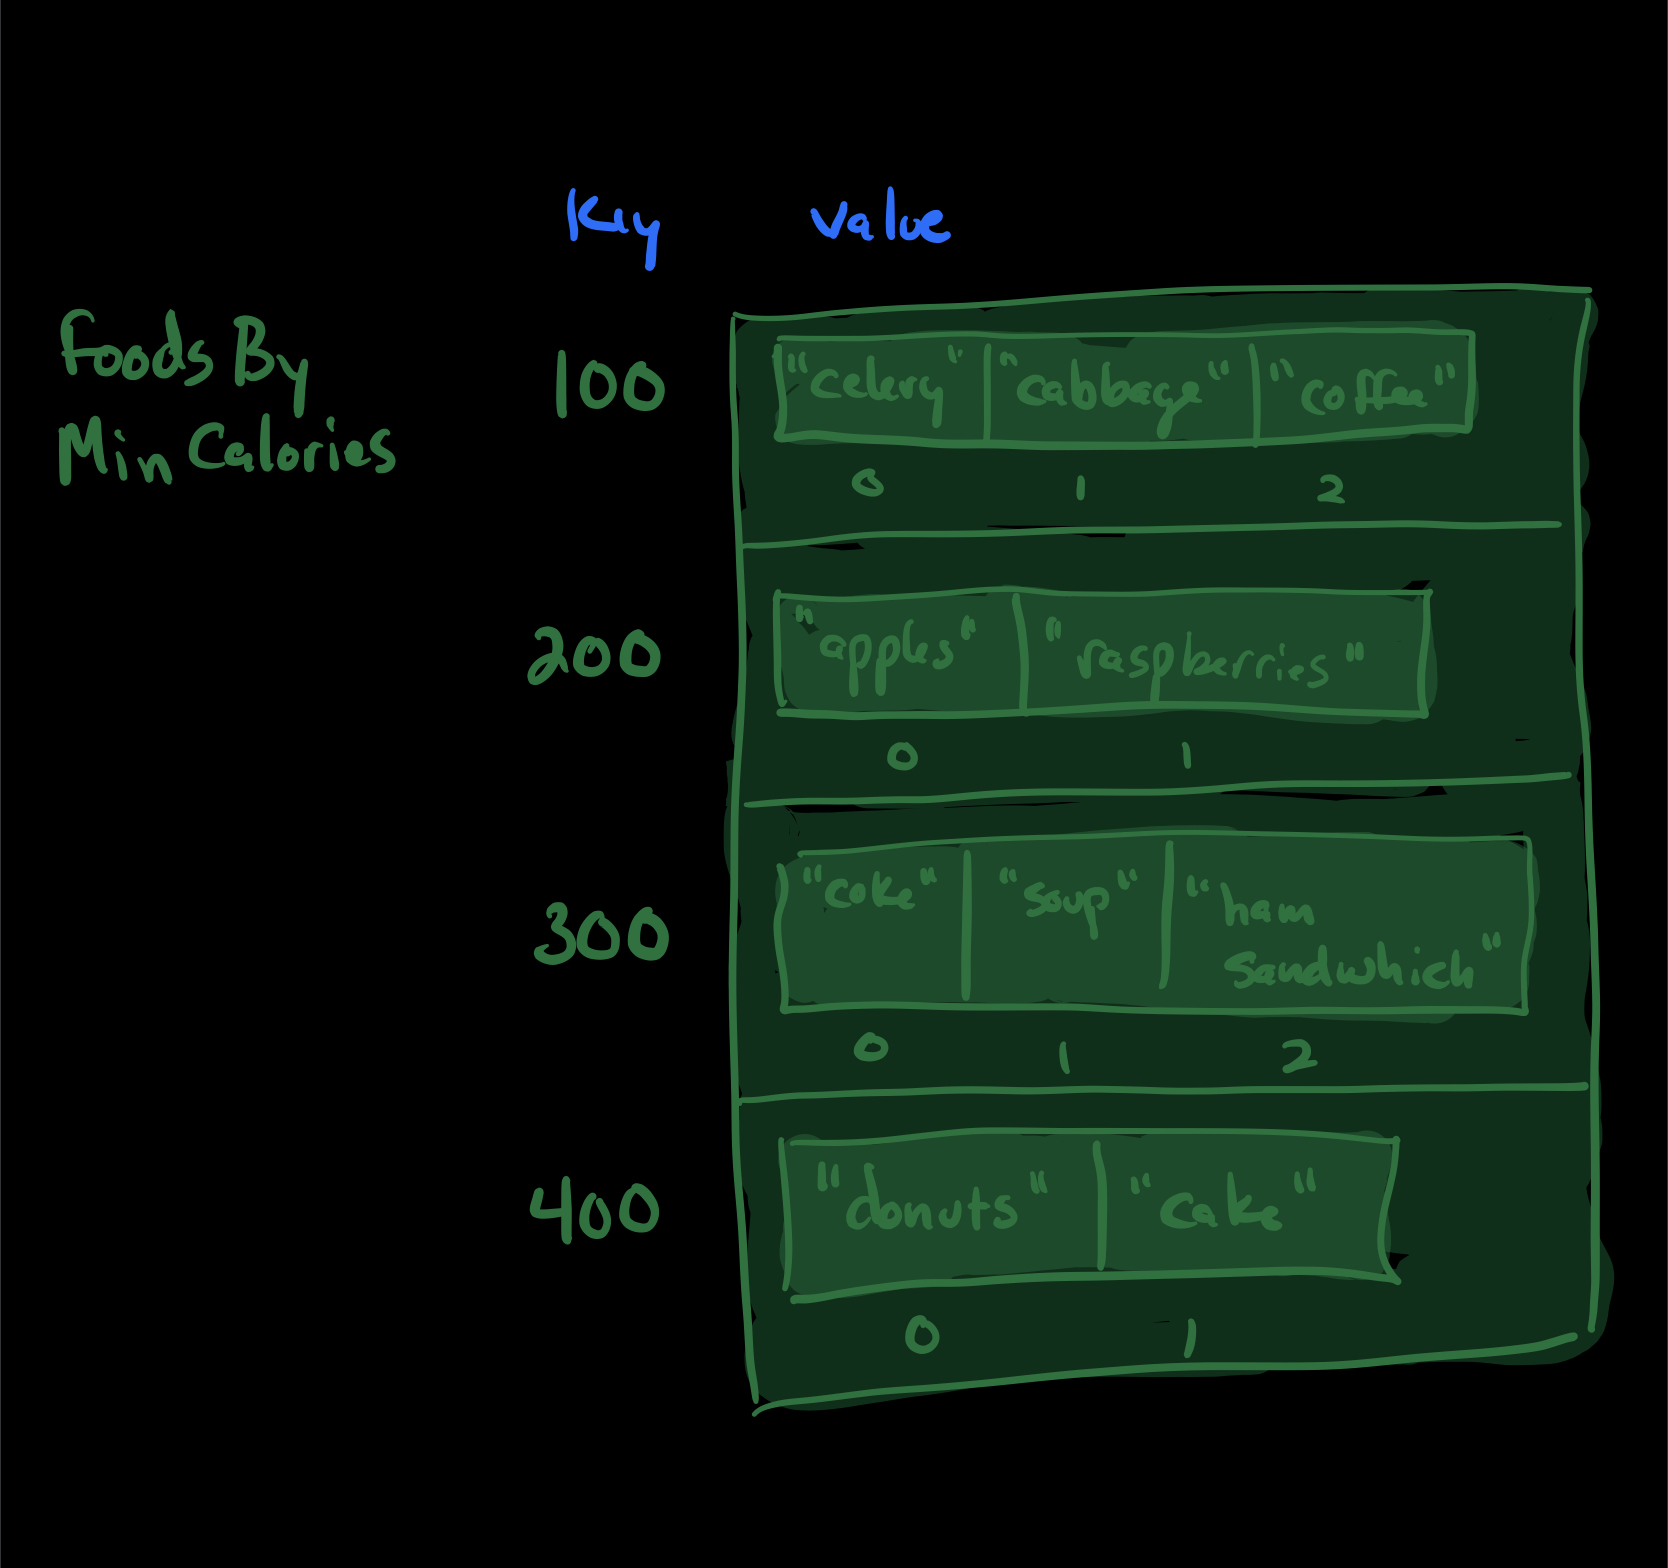 Key value
Foods By
Min Calories
100 "celery" "cabbage" "coffee"
0 1 2
200 "apples" "raspberries"
0 1
300 "coke" "soup" "ham
sandwhich"
0 1 2
400 "donuts" "cake"
0 1